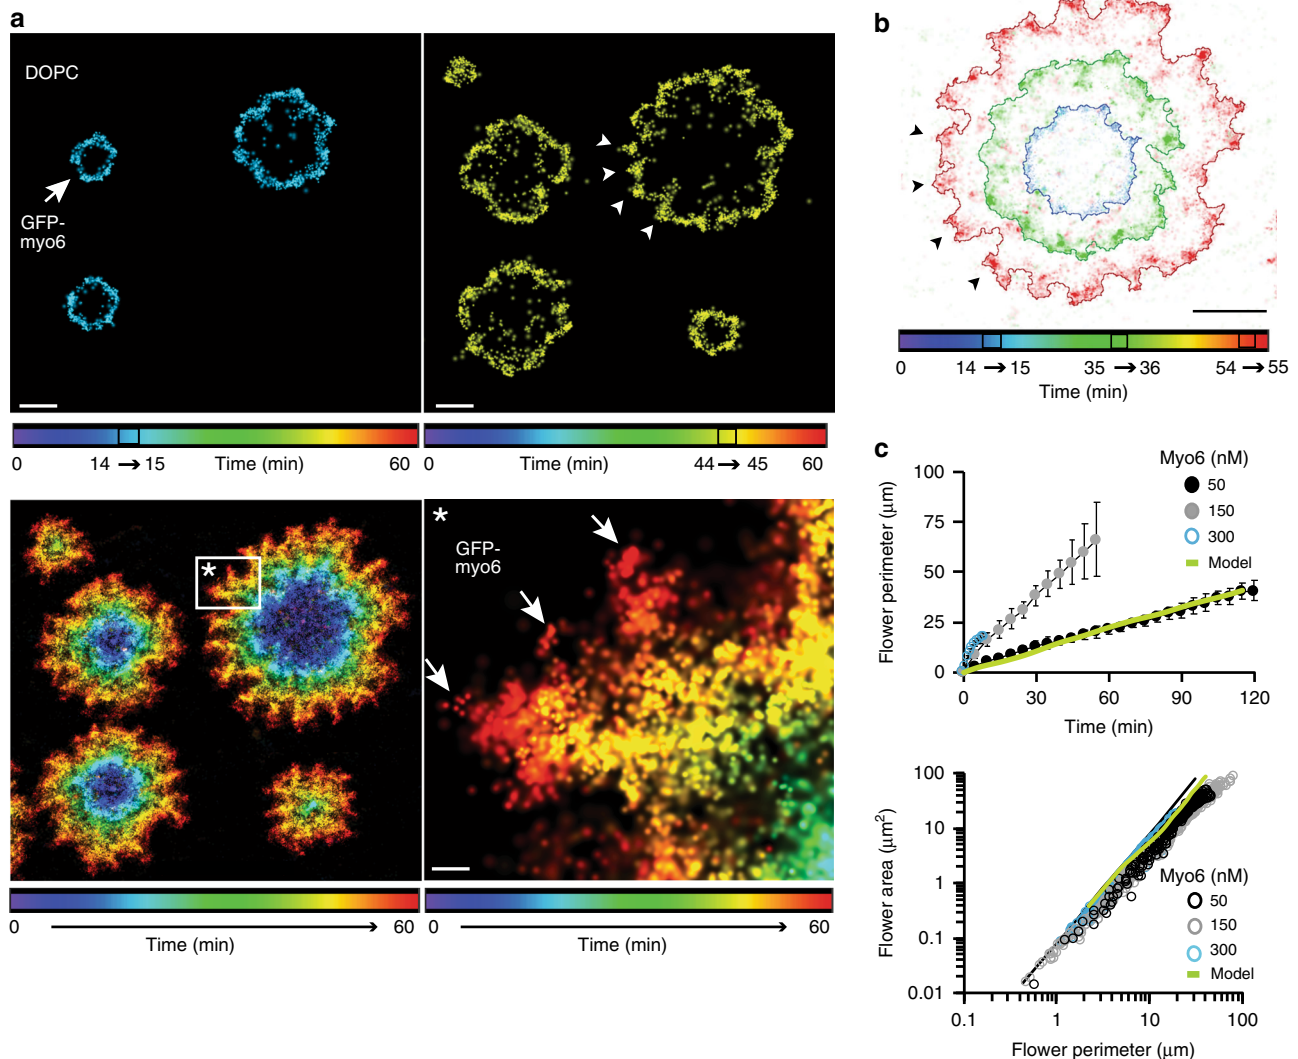 a
DOPC
GFP-
myo6
0 14 → 15 Time (min) 60
0 Time (min) 44 → 45 60
*
*
GFP-
myo6
0 Time (min) 60
0 Time (min) 60
b
0 14 → 15 35 → 36 54 → 55
Time (min)
c
Myo6 (nM)
50
150
300
Model
Flower perimeter (μm)
100
75
50
25
0
0 30 60 90 120
Time (min)
Flower area (μm²)
100
10
1
0.1
0.01
Myo6 (nM)
50
150
300
Model
0.1 1 10 100
Flower perimeter (μm)